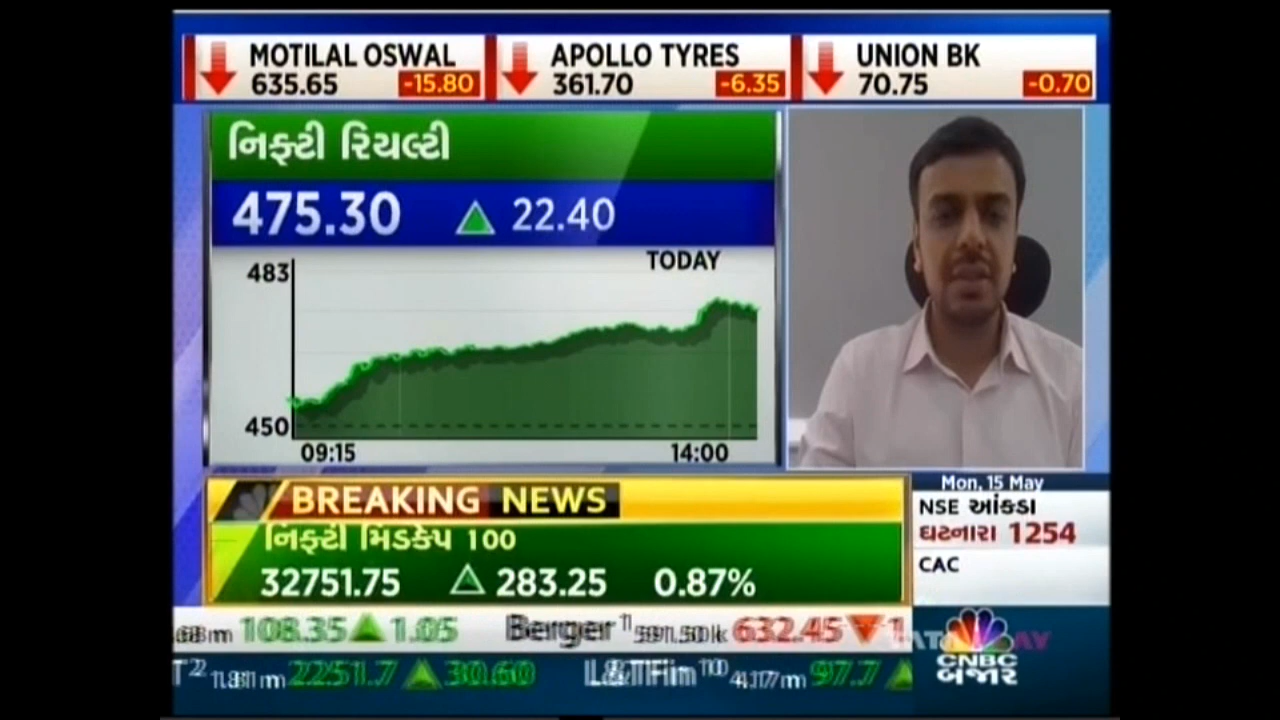 MOTILAL OSWAL
635.65 -15.80
APOLLO TYRES
361.70 -6.35
UNION BK
70.75 -0.70
નિફ્ટી રિયલ્ટી
475.30 22.40
TODAY
483
450
09:15 14:00
BREAKING NEWS
નિફ્ટી મિડકેપ 100
32751.75 283.25 0.87%
Mon, 15 May
NSE આંકડા
ઘટનારા 1254
CAC
108.35 1.05 Berger 632.45
2251.7 30.60 L&TFin 4.17m 97.7
CNBC
બજાર